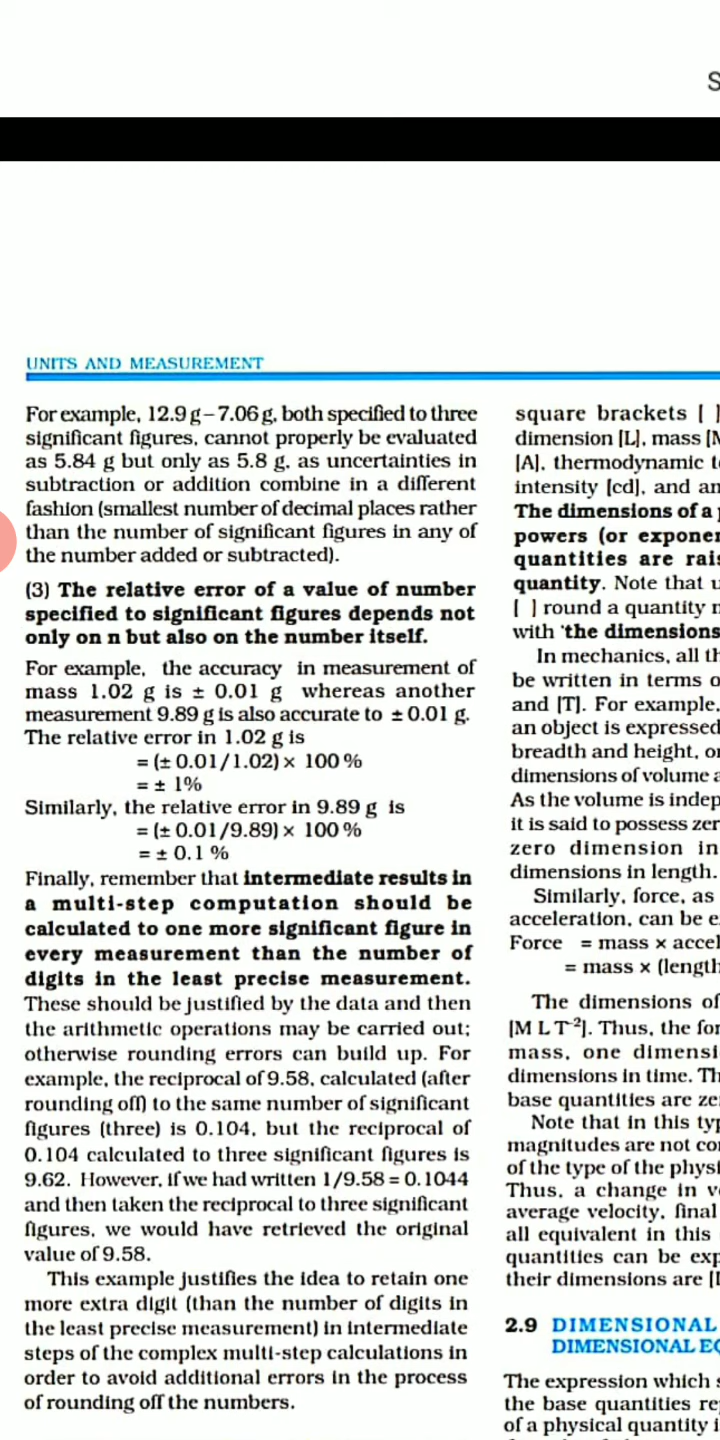 S
UNITS AND MEASUREMENT
For example, 12.9 g – 7.06 g, both specified to three
significant figures, cannot properly be evaluated
as 5.84 g but only as 5.8 g, as uncertainties in
subtraction or addition combine in a different
fashion (smallest number of decimal places rather
than the number of significant figures in any of
the number added or subtracted).
(3) The relative error of a value of number
specified to significant figures depends not
only on n but also on the number itself.
For example, the accuracy in measurement of
mass 1.02 g is ± 0.01 g whereas another
measurement 9.89 g is also accurate to ± 0.01 g.
The relative error in 1.02 g is
= (± 0.01/1.02) × 100 %
= ± 1%
Similarly, the relative error in 9.89 g is
= (± 0.01/9.89) × 100 %
= ± 0.1 %
Finally, remember that intermediate results in
a multi-step computation should be
calculated to one more significant figure in
every measurement than the number of
digits in the least precise measurement.
These should be justified by the data and then
the arithmetic operations may be carried out;
otherwise rounding errors can build up. For
example, the reciprocal of 9.58, calculated (after
rounding off) to the same number of significant
figures (three) is 0.104, but the reciprocal of
0.104 calculated to three significant figures is
9.62. However, if we had written 1/9.58 = 0.1044
and then taken the reciprocal to three significant
figures, we would have retrieved the original
value of 9.58.
This example justifies the idea to retain one
more extra digit (than the number of digits in
the least precise measurement) in intermediate
steps of the complex multi-step calculations in
order to avoid additional errors in the process
of rounding off the numbers.
square brackets [ ]
dimension [L], mass [M
[A], thermodynamic te
intensity [cd], and am
The dimensions of a p
powers (or exponen
quantities are rais
quantity. Note that u
[ ] round a quantity m
with 'the dimensions
In mechanics, all th
be written in terms o
and [T]. For example,
an object is expressed
breadth and height, or
dimensions of volume a
As the volume is indep
it is said to possess zer
zero dimension in
dimensions in length.
Similarly, force, as
acceleration, can be ex
Force = mass × accel
= mass × (length
The dimensions of
[M L T⁻²]. Thus, the for
mass, one dimensi
dimensions in time. Th
base quantities are zer
Note that in this typ
magnitudes are not con
of the type of the physi
Thus, a change in ve
average velocity, final
all equivalent in this
quantities can be exp
their dimensions are [L
2.9 DIMENSIONAL
DIMENSIONAL EQ
The expression which s
the base quantities rep
of a physical quantity i